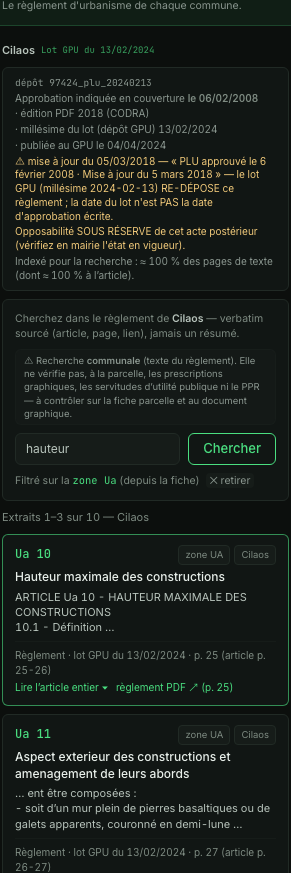 Le règlement d'urbanisme de chaque commune.
Cilaos Lot GPU du 13/02/2024
dépôt 97424_plu_20240213
Approbation indiquée en couverture le 06/02/2008
· édition PDF 2018 (CODRA)
· millésime du lot (dépôt GPU) 13/02/2024
· publiée au GPU le 04/04/2024
⚠ mise à jour du 05/03/2018 — « PLU approuvé le 6
février 2008 · Mise à jour du 5 mars 2018 » — le lot
GPU (millésime 2024-02-13) RE-DÉPOSE ce
règlement ; la date du lot n'est PAS la date
d'approbation écrite.
Opposabilité SOUS RÉSERVE de cet acte postérieur
(vérifiez en mairie l'état en vigueur).
Indexé pour la recherche : ≈ 100 % des pages de texte
(dont ≈ 100 % à l'article).
Cherchez dans le règlement de Cilaos — verbatim
sourcé (article, page, lien), jamais un résumé.
⚠ Recherche communale (texte du règlement). Elle
ne vérifie pas, à la parcelle, les prescriptions
graphiques, les servitudes d'utilité publique ni le PPR
— à contrôler sur la fiche parcelle et au document
graphique.
hauteur Chercher
Filtré sur la zone Ua (depuis la fiche) ✕ retirer
Extraits 1–3 sur 10 — Cilaos
Ua 10 zone UA Cilaos
Hauteur maximale des constructions
ARTICLE Ua 10 - HAUTEUR MAXIMALE DES
CONSTRUCTIONS
10.1 - Définition ...
Règlement · lot GPU du 13/02/2024 · p. 25 (article p.
25-26)
Lire l'article entier ▾ règlement PDF ↗ (p. 25)
Ua 11 zone UA Cilaos
Aspect exterieur des constructions et
amenagement de leurs abords
... ent être composées :
- soit d'un mur plein de pierres basaltiques ou de
galets apparents, couronné en demi-lune ...
Règlement · lot GPU du 13/02/2024 · p. 27 (article p.
26-27)